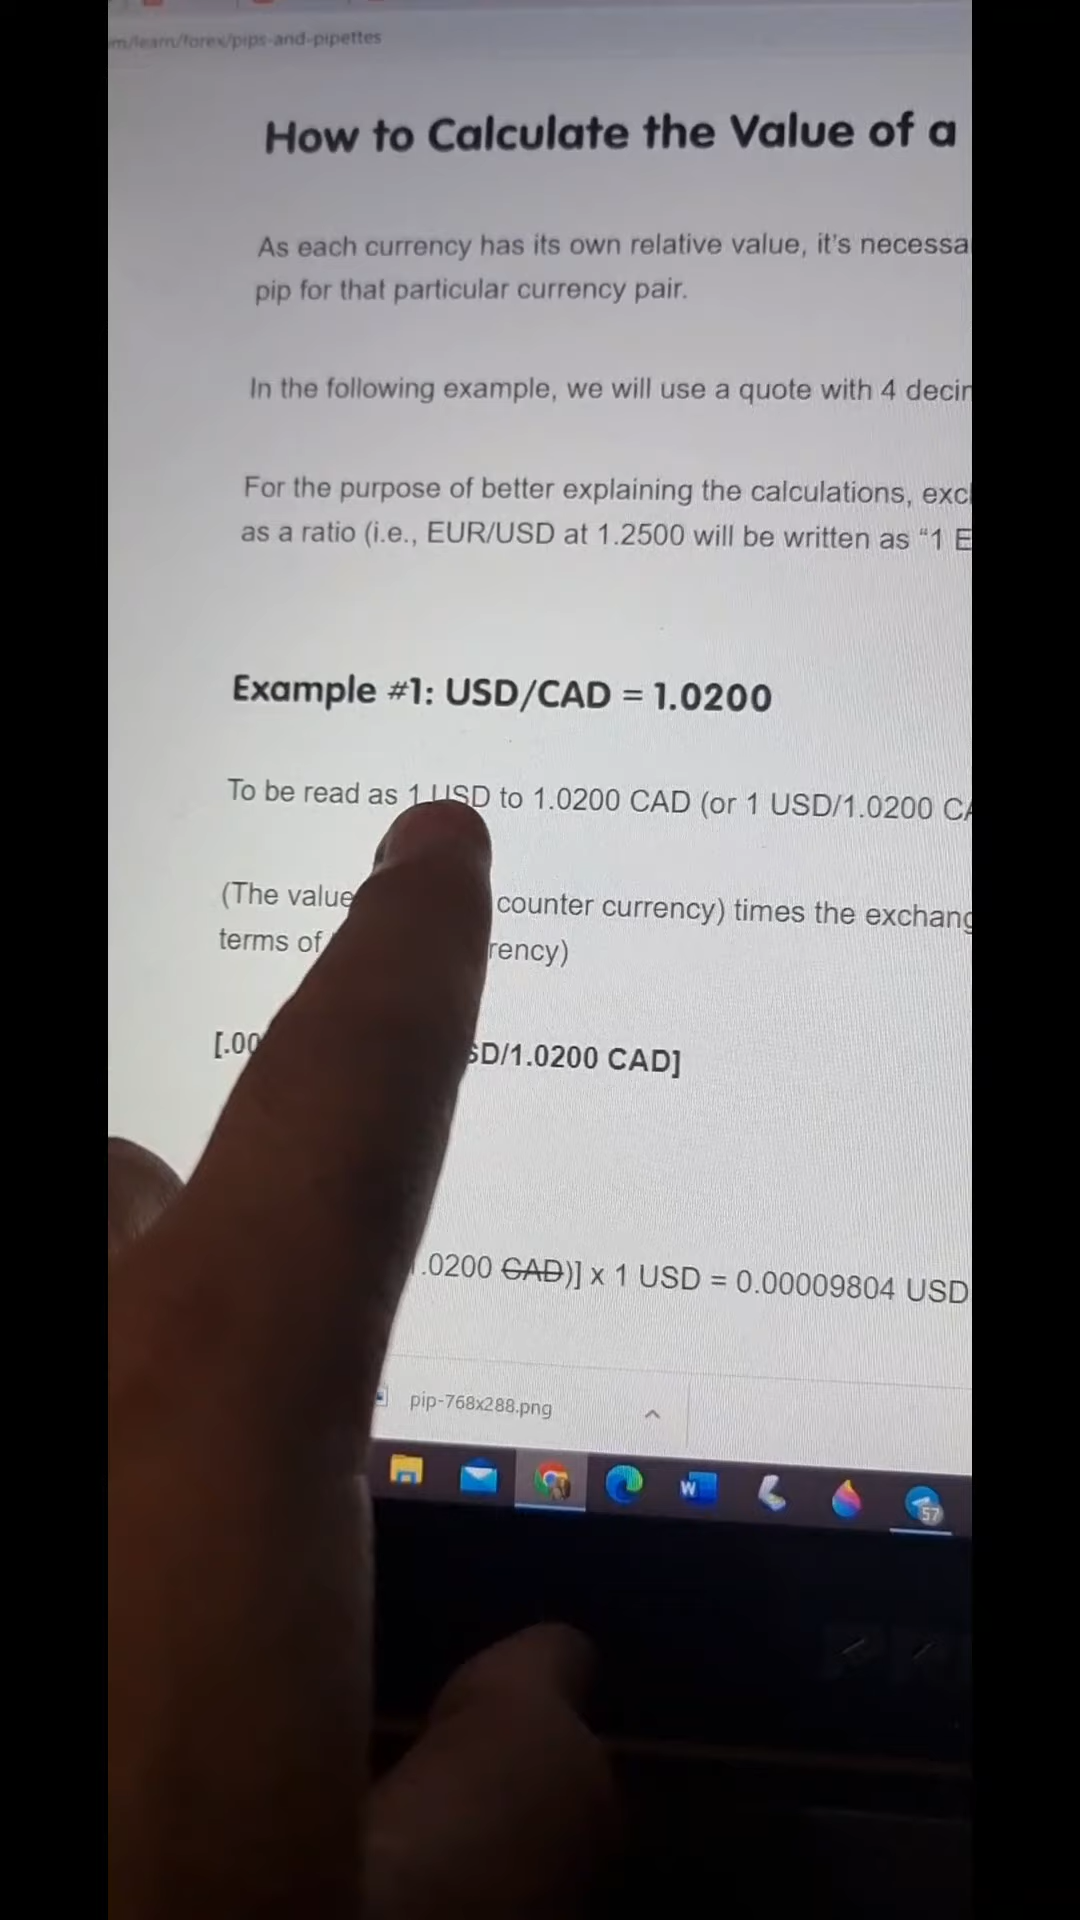 m/learn/forex/pips-and-pipettes
How to Calculate the Value of a
As each currency has its own relative value, it's necessa
pip for that particular currency pair.
In the following example, we will use a quote with 4 decim
For the purpose of better explaining the calculations, exc
as a ratio (i.e., EUR/USD at 1.2500 will be written as “1 E
Example #1: USD/CAD = 1.0200
To be read as 1 USD to 1.0200 CAD (or 1 USD/1.0200 CA
(The value counter currency) times the exchang
terms of rency)
[.00 SD/1.0200 CAD]
.0200 CAD)] x 1 USD = 0.00009804 USD
pip-768x288.png
W
57